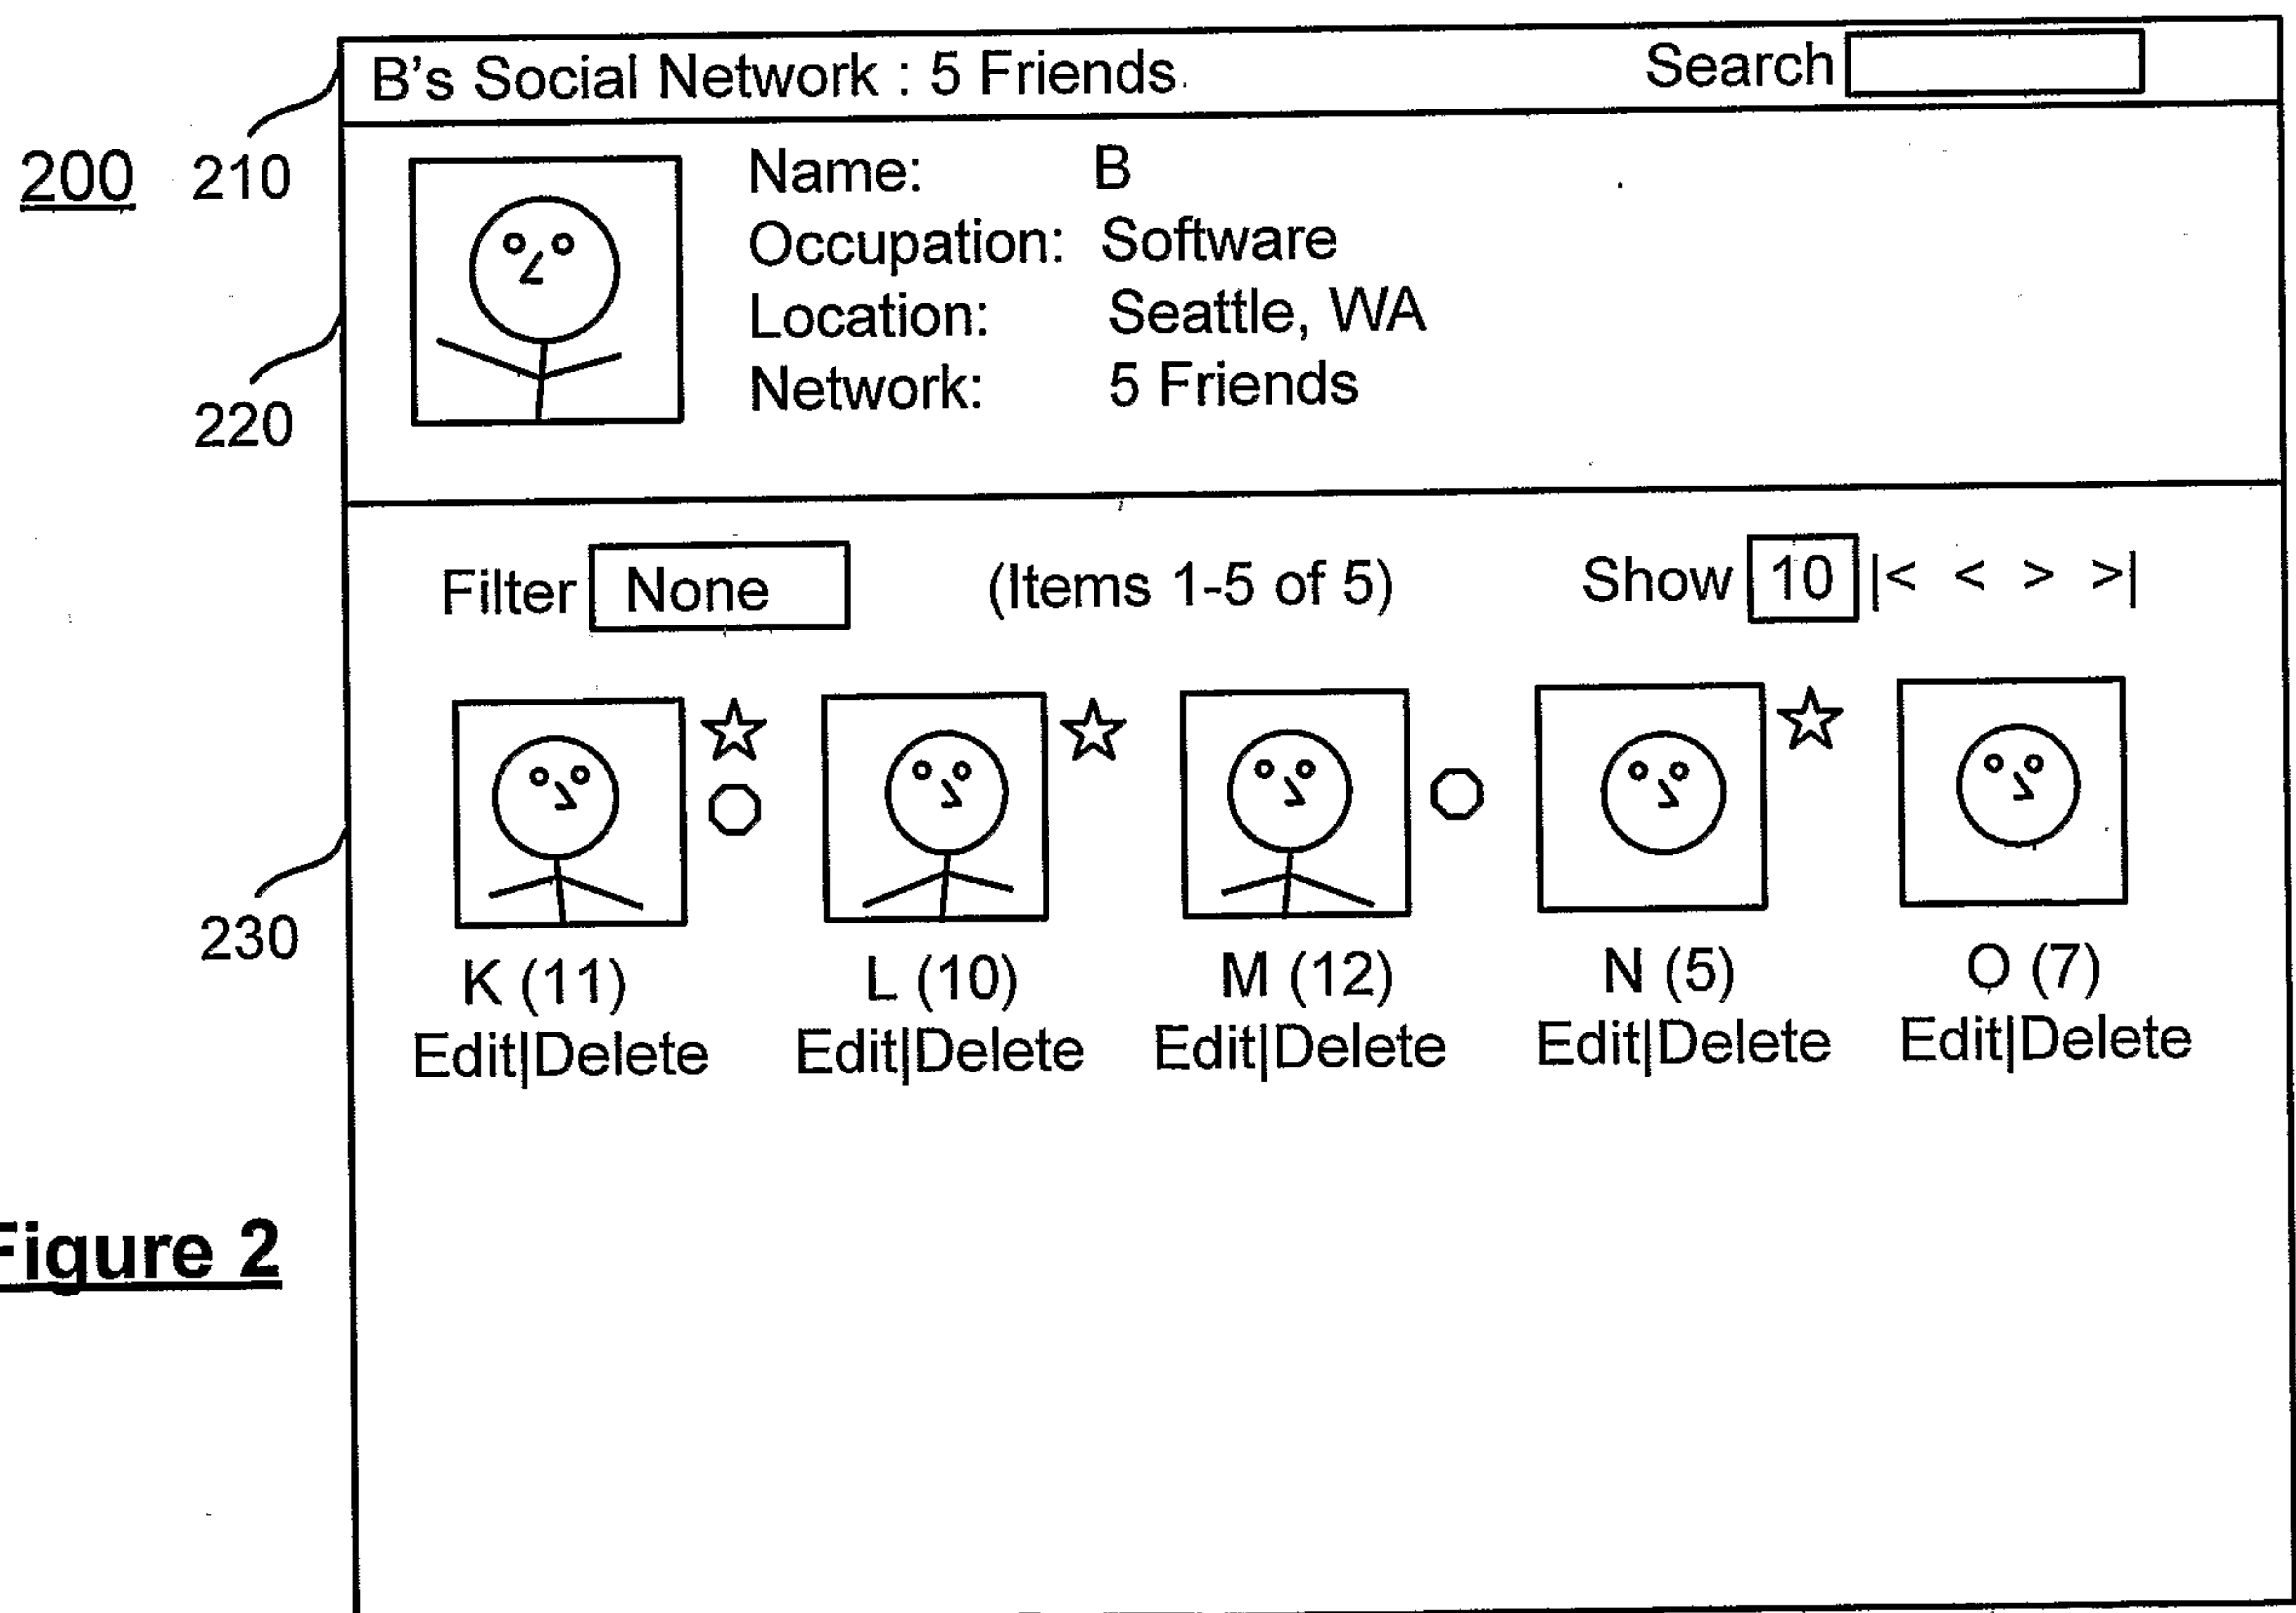 B's Social Network : 5 Friends Search
200 210
Name: B
Occupation: Software
Location: Seattle, WA
Network: 5 Friends
220
Filter None (Items 1-5 of 5) Show 10 |< < > >|
230
K (11) L (10) M (12) N (5) O (7)
Edit|Delete Edit|Delete Edit|Delete Edit|Delete Edit|Delete
Figure 2